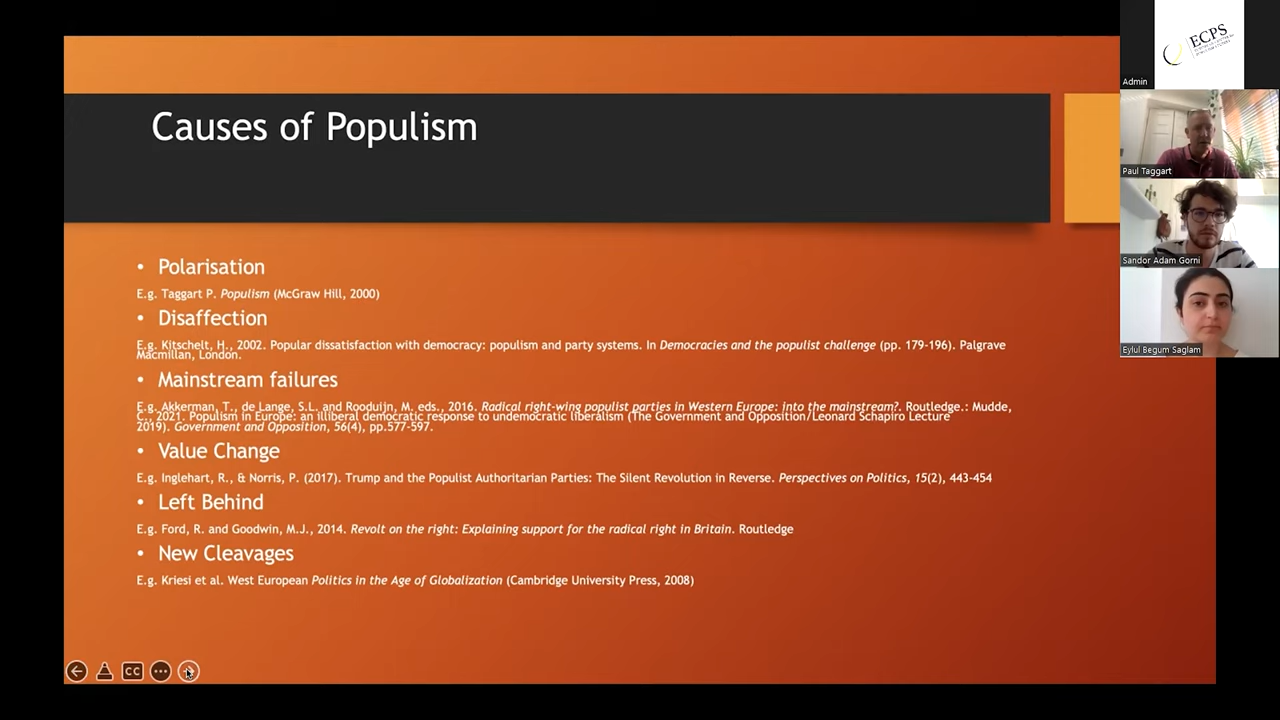 Causes of Populism
• Polarisation
E.g. Taggart P. Populism (McGraw Hill, 2000)
• Disaffection
E.g. Kitschelt, H., 2002. Popular dissatisfaction with democracy: populism and party systems. In Democracies and the populist challenge (pp. 179-196). Palgrave
Macmillan, London.
• Mainstream failures
E.g. Akkerman, T., de Lange, S.L. and Rooduijn, M. eds., 2016. Radical right-wing populist parties in Western Europe: into the mainstream?. Routledge.: Mudde,
C., 2021. Populism in Europe: an illiberal democratic response to undemocratic liberalism (The Government and Opposition/Leonard Schapiro Lecture
2019). Government and Opposition, 56(4), pp.577-597.
• Value Change
E.g. Inglehart, R., & Norris, P. (2017). Trump and the Populist Authoritarian Parties: The Silent Revolution in Reverse. Perspectives on Politics, 15(2), 443-454
• Left Behind
E.g. Ford, R. and Goodwin, M.J., 2014. Revolt on the right: Explaining support for the radical right in Britain. Routledge
• New Cleavages
E.g. Kriesi et al. West European Politics in the Age of Globalization (Cambridge University Press, 2008)
CC
ECPS
Admin
Paul Taggart
Sandor Adam Gorni
Eylul Begum Saglam